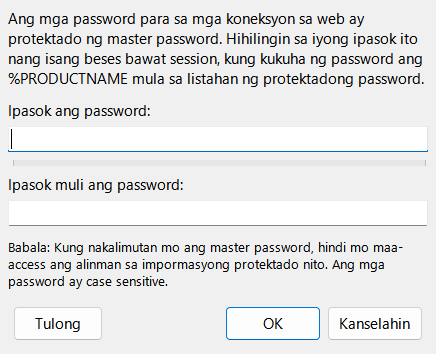 Ang mga password para sa mga koneksyon sa web ay
protektado ng master password. Hihilingin sa iyong ipasok ito
nang isang beses bawat session, kung kukuha ng password ang
%PRODUCTNAME mula sa listahan ng protektadong password.
Ipasok ang password:
Ipasok muli ang password:
Babala: Kung nakalimutan mo ang master password, hindi mo maa-
access ang alinman sa impormasyong protektado nito. Ang mga
password ay case sensitive.
Tulong
OK
Kanselahin